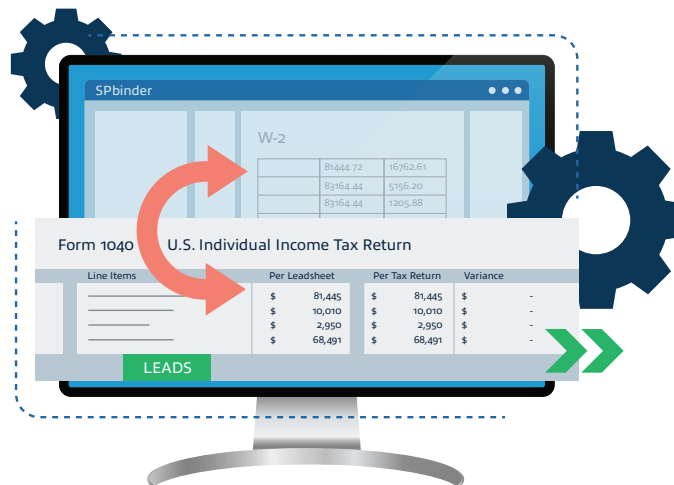 SPbinder
W-2
81444.72 16762.61
83164.44 5156.20
83164.44 1205.88
Form 1040 U.S. Individual Income Tax Return
Line Items Per Leadsheet Per Tax Return Variance
$ 81,445 $ 81,445 $ -
$ 10,010 $ 10,010 $ -
$ 2,950 $ 2,950 $ -
$ 68,491 $ 68,491 $ -
LEADS